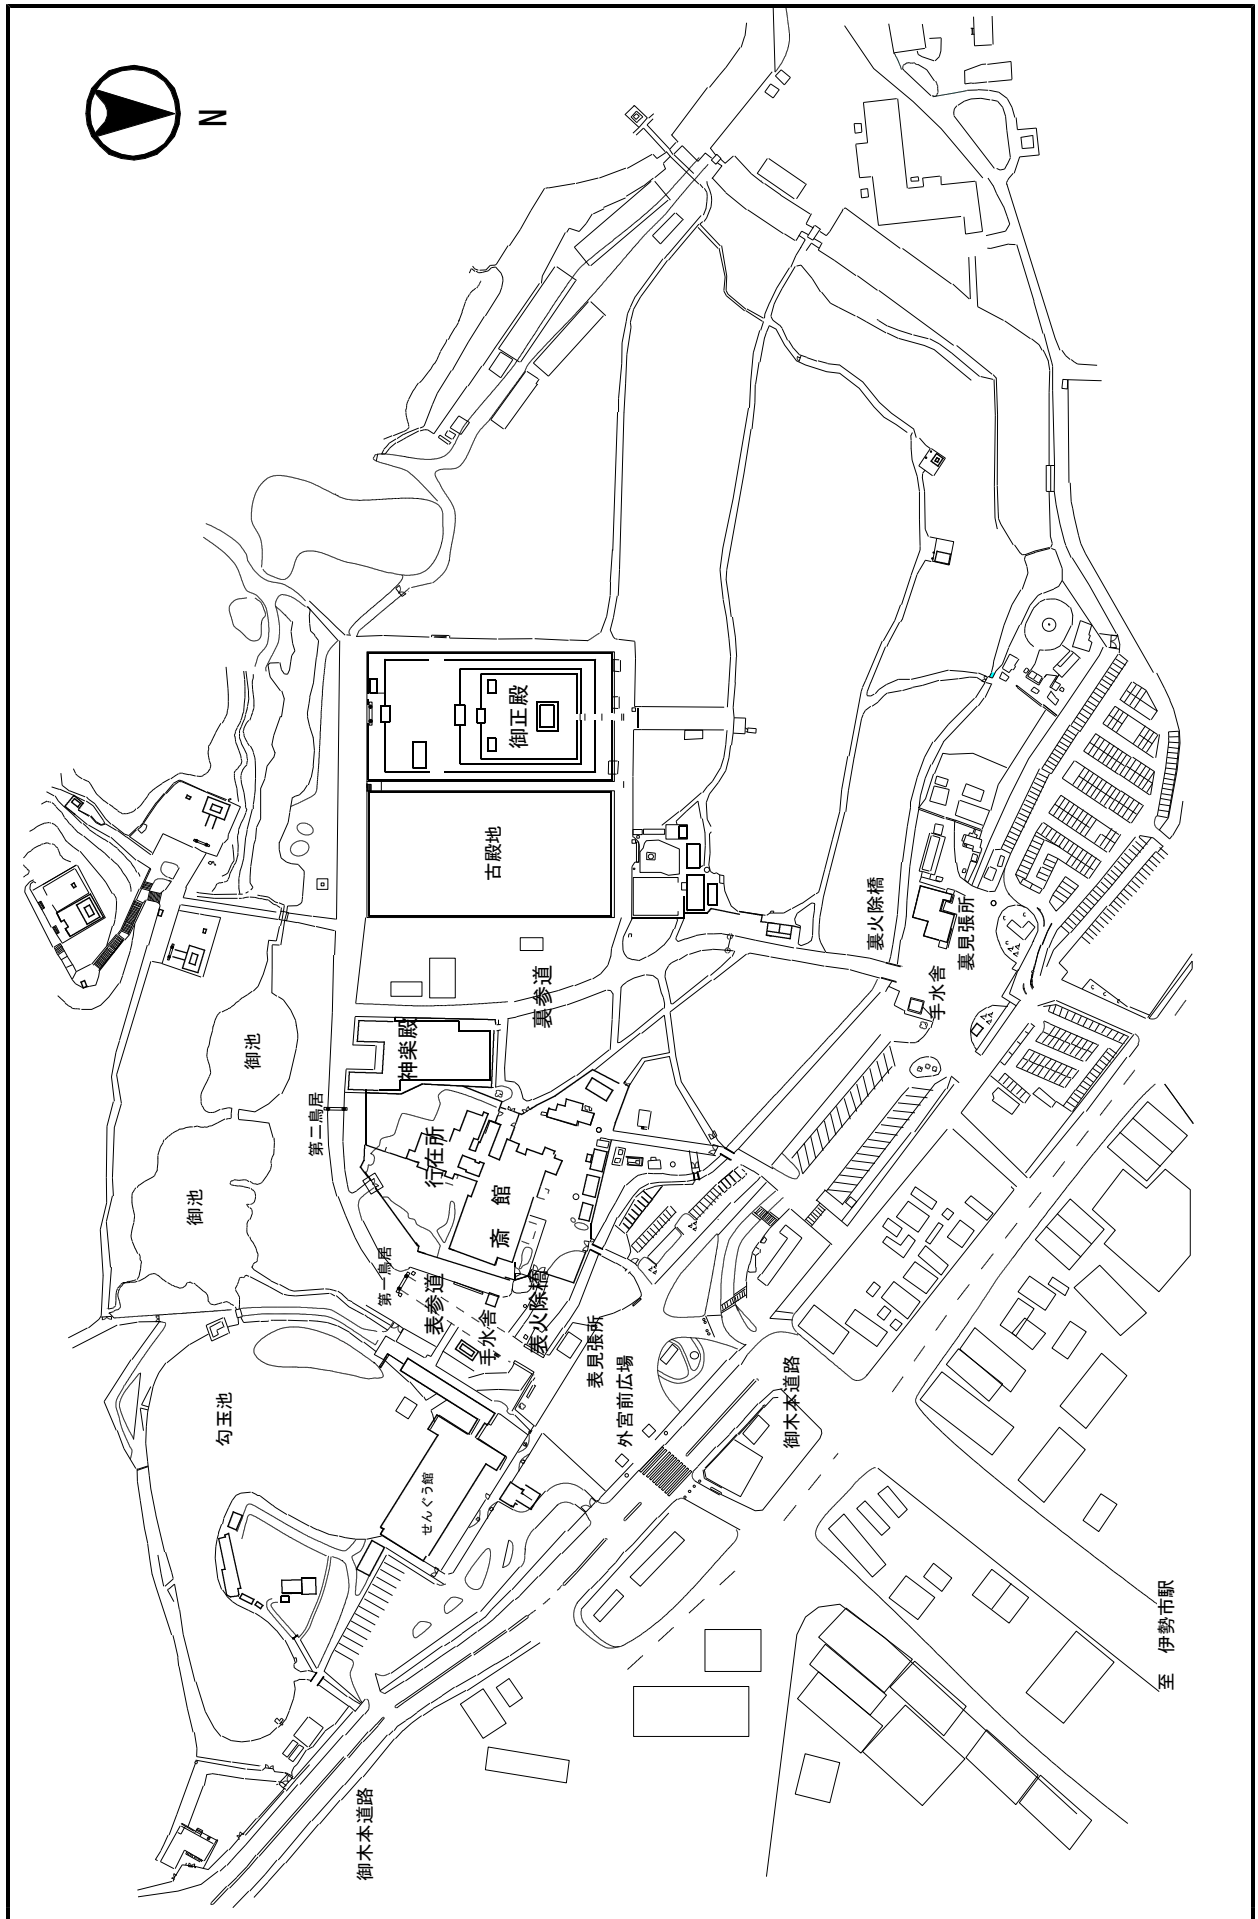 N
御正殿
古殿地
裏火除橋
裏見張所
手水舎
裏参道
神楽殿
御池
第二鳥居
行在所
御池
斎館
第一鳥居
表参道
手水舎
表火除橋
表見張所
外宮前広場
御木本道路
勾玉池
せんぐう館
至 伊勢市駅
御木本道路